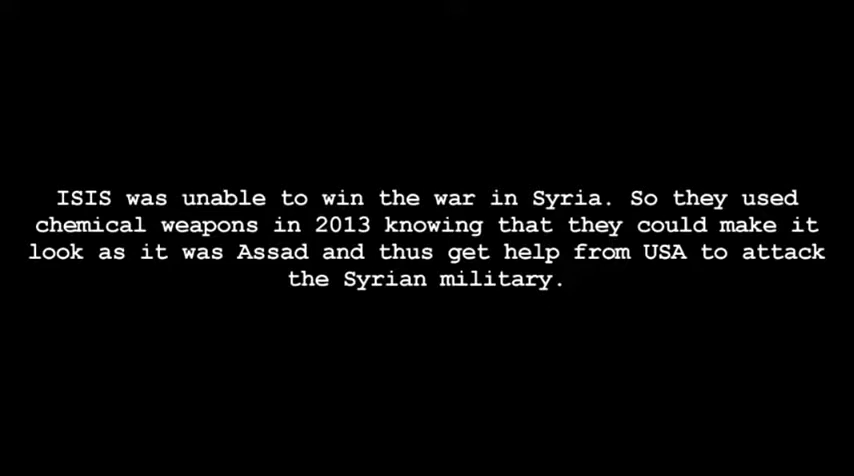 ISIS was unable to win the war in Syria. So they used
chemical weapons in 2013 knowing that they could make it
look as it was Assad and thus get help from USA to attack
the Syrian military.